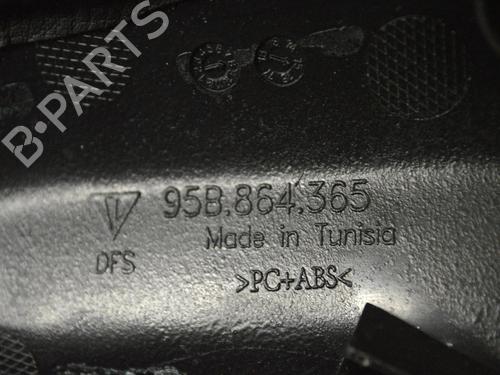 B-PARTS
95B.864.365
Made in Tunisia
DFS
>PC+ABS<